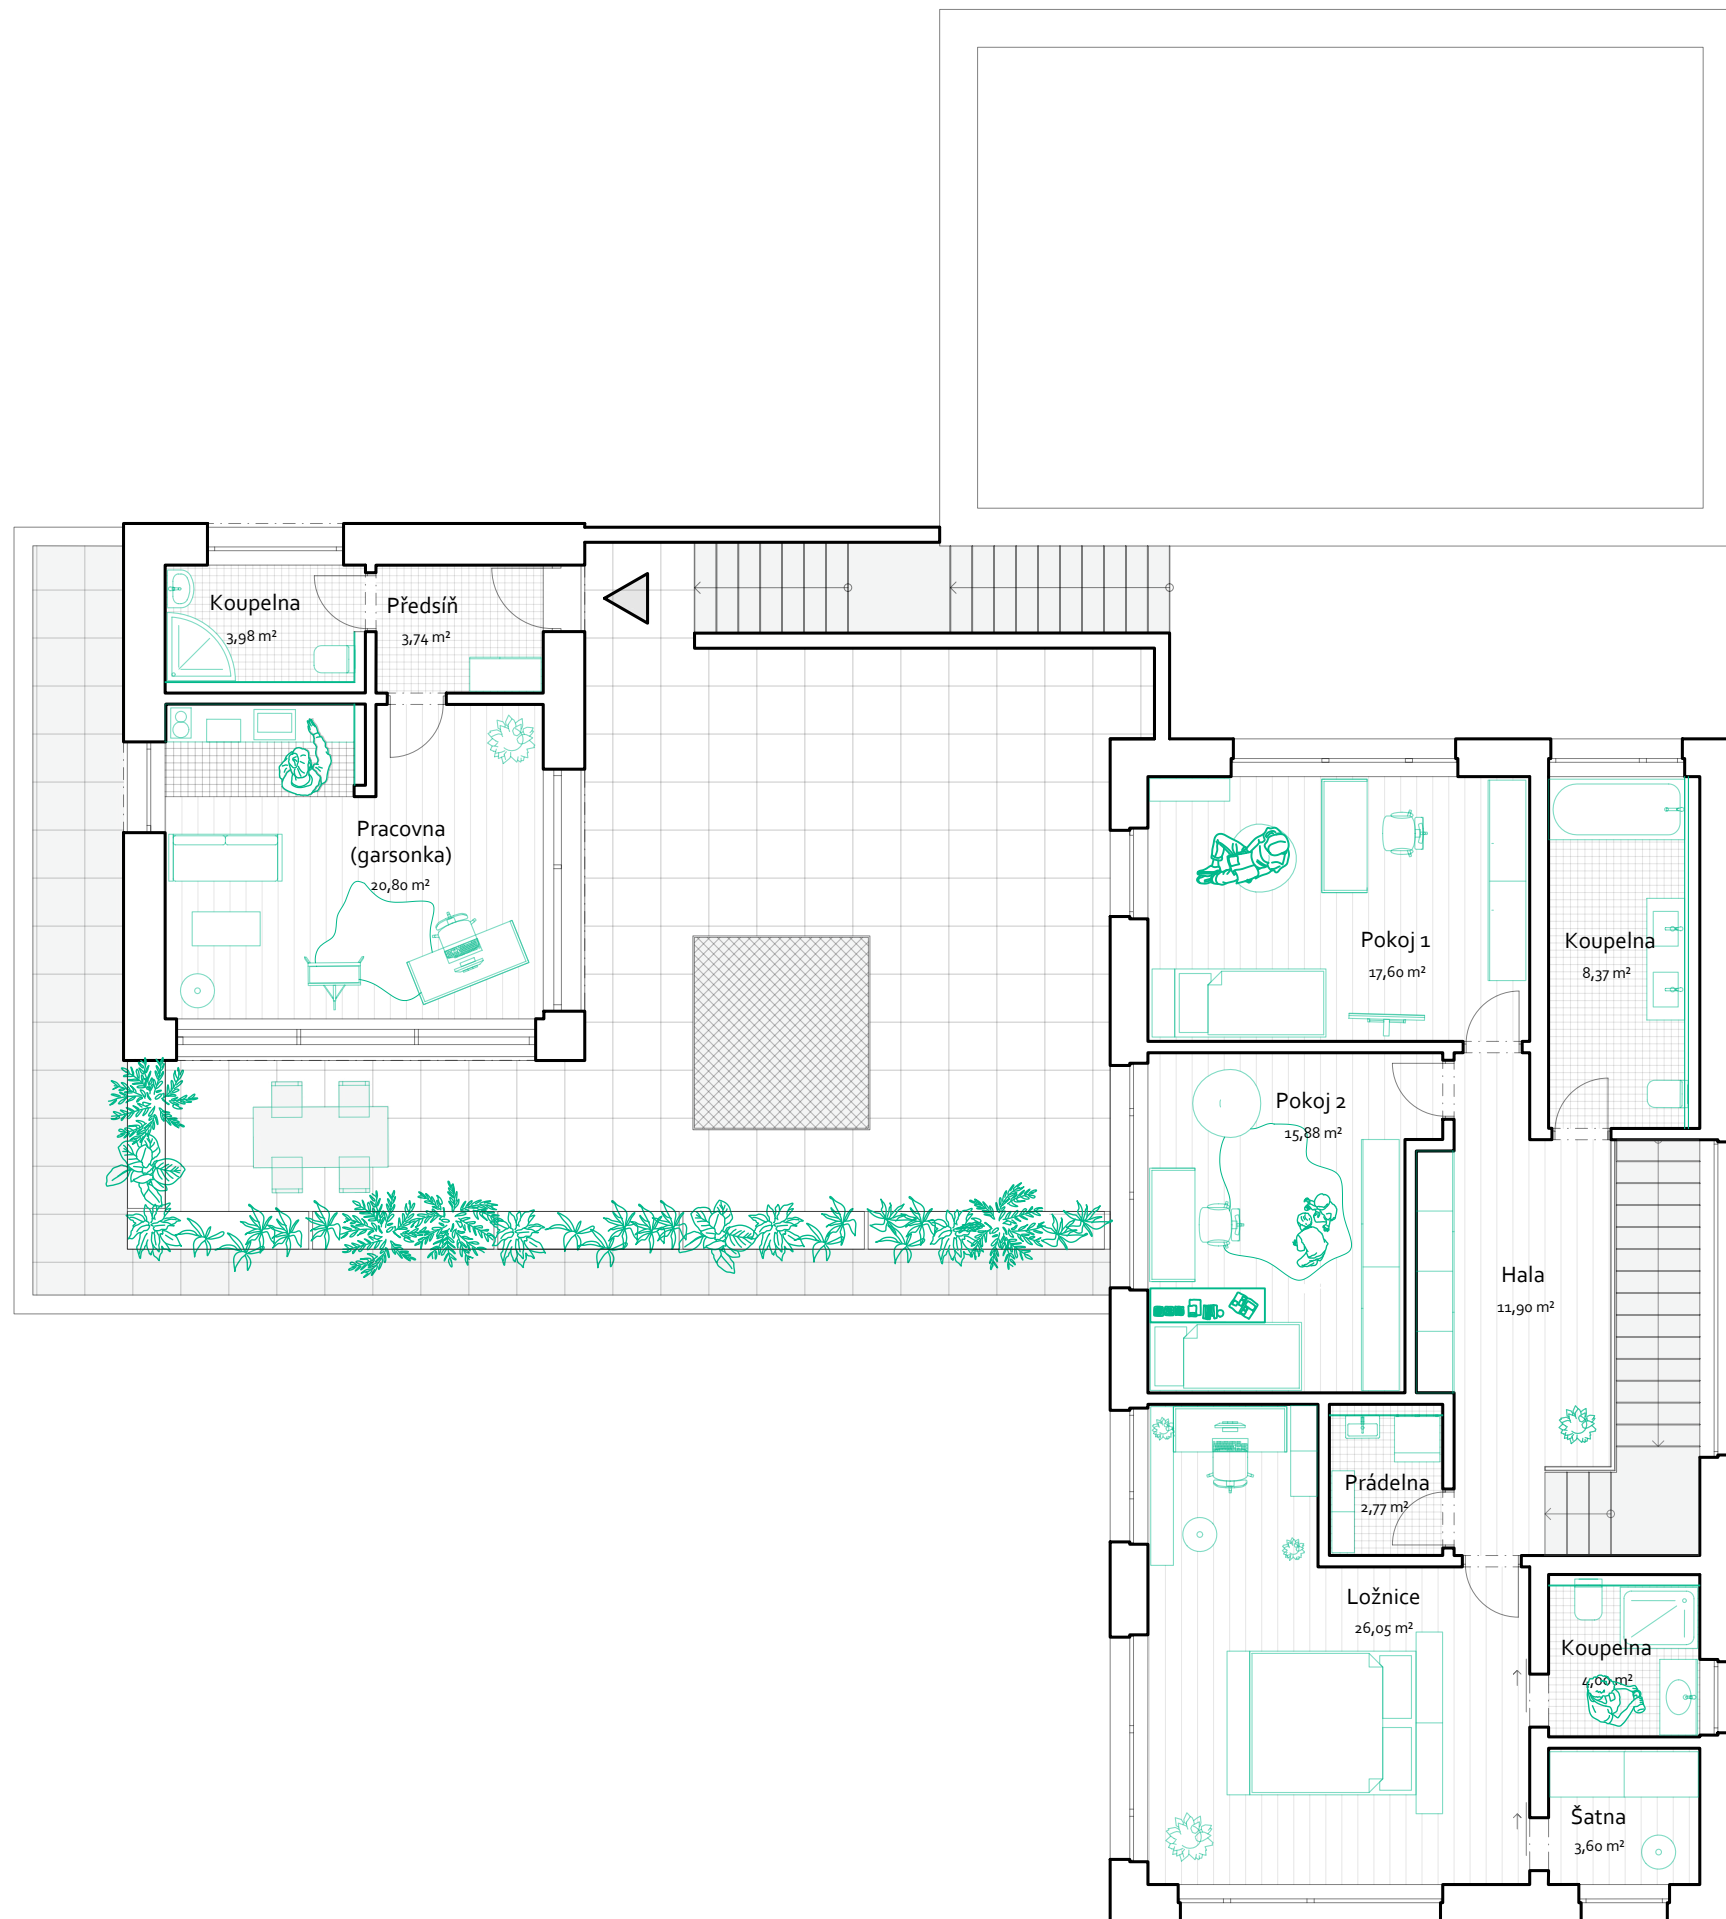 Koupelna
3,98 m²
Předsíň
3,74 m²
Pracovna
(garsonka)
20,80 m²
Pokoj 1
17,60 m²
Koupelna
8,37 m²
Pokoj 2
15,88 m²
Hala
11,90 m²
Prádelna
2,77 m²
Ložnice
26,05 m²
Koupelna
4,00 m²
Šatna
3,60 m²